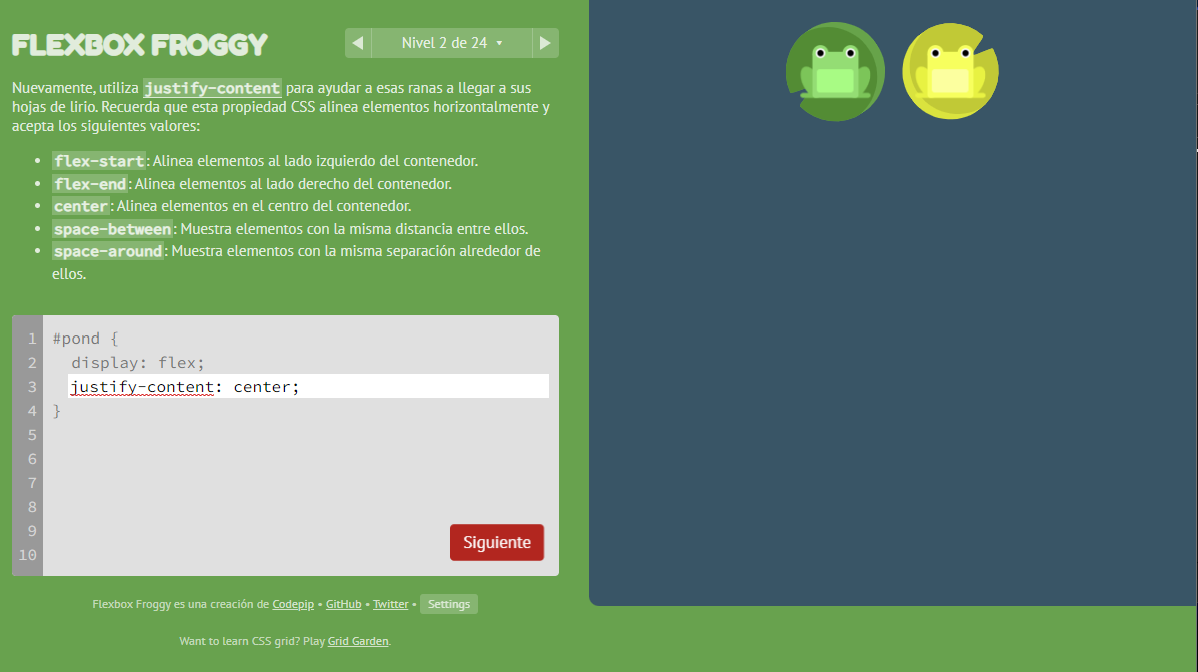 FLEXBOX FROGGY
◀ Nivel 2 de 24 ▾ ▶
Nuevamente, utiliza justify-content para ayudar a esas ranas a llegar a sus
hojas de lirio. Recuerda que esta propiedad CSS alinea elementos horizontalmente y
acepta los siguientes valores:
• flex-start: Alinea elementos al lado izquierdo del contenedor.
• flex-end: Alinea elementos al lado derecho del contenedor.
• center: Alinea elementos en el centro del contenedor.
• space-between: Muestra elementos con la misma distancia entre ellos.
• space-around: Muestra elementos con la misma separación alrededor de
ellos.
1 #pond {
2 display: flex;
3 justify-content: center;
4 }
5
6
7
8
9
10
Siguiente
Flexbox Froggy es una creación de Codepip • GitHub • Twitter • Settings
Want to learn CSS grid? Play Grid Garden.